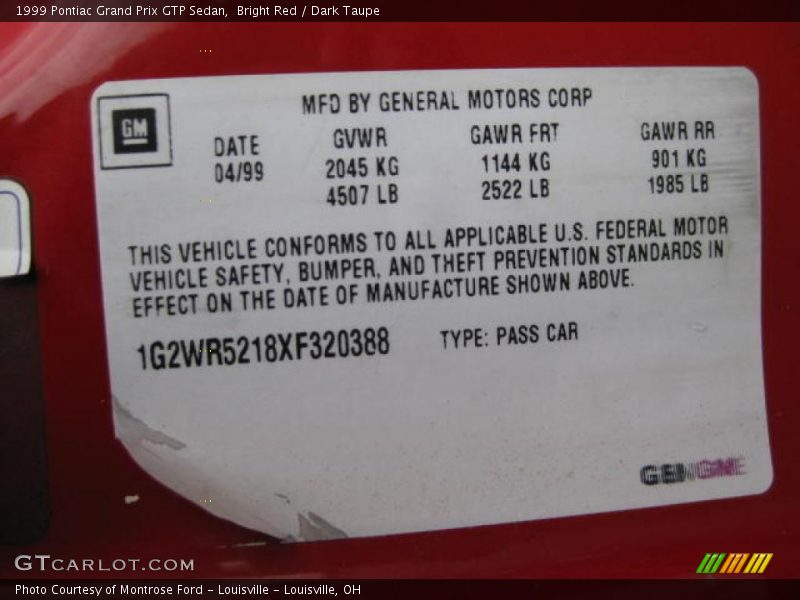 1999 Pontiac Grand Prix GTP Sedan,  Bright Red / Dark Taupe
MFD BY GENERAL MOTORS CORP
GM
DATE GVWR GAWR FRT GAWR RR
04/99 2045 KG 1144 KG 901 KG
4507 LB 2522 LB 1985 LB
THIS VEHICLE CONFORMS TO ALL APPLICABLE U.S. FEDERAL MOTOR
VEHICLE SAFETY, BUMPER, AND THEFT PREVENTION STANDARDS IN
EFFECT ON THE DATE OF MANUFACTURE SHOWN ABOVE.
1G2WR5218XF320388 TYPE: PASS CAR
GTCARLOT.COM
Photo Courtesy of Montrose Ford - Louisville - Louisville, OH